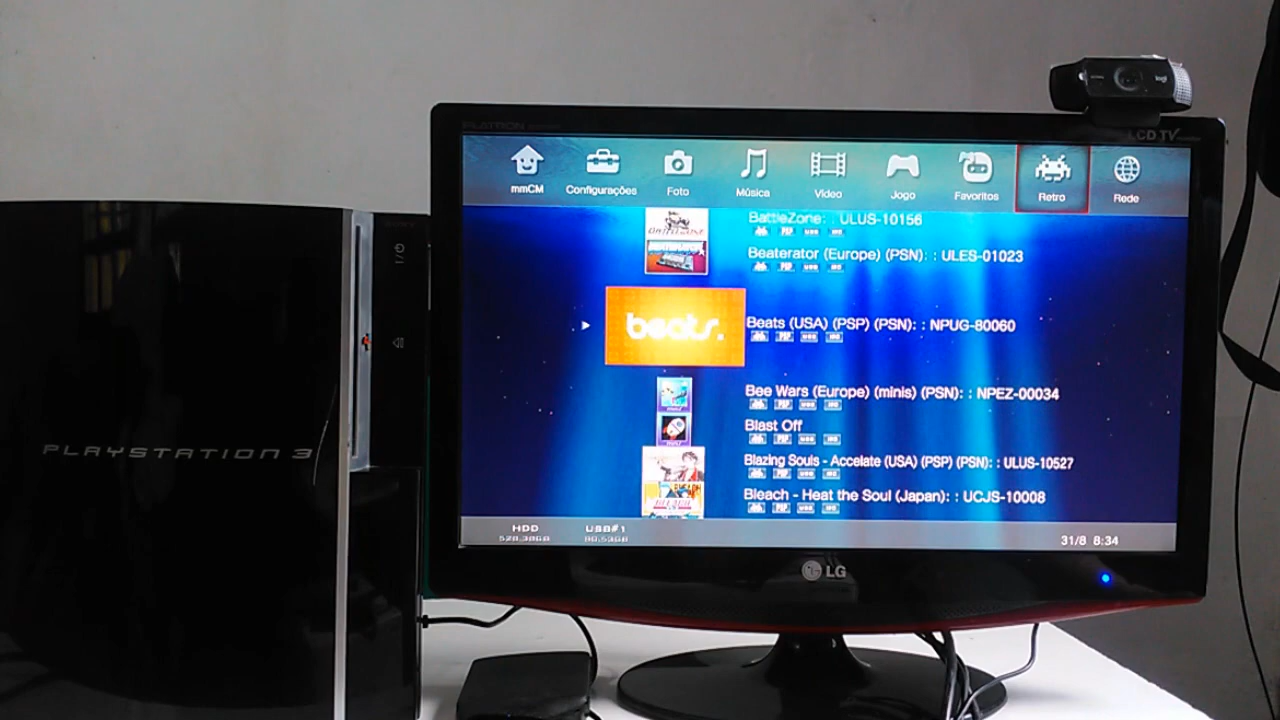 FLATRON
LCD TV
logi
mmCM
Configurações
Foto
Música
Vídeo
Jogo
Favoritos
Retro
Rede
BattleZone: : ULUS-10156
Beaterator (Europe) (PSN): : ULES-01023
beats.
Beats (USA) (PSP) (PSN): : NPUG-80060
Bee Wars (Europe) (minis) (PSN): : NPEZ-00034
Blast Off
Blazing Souls - Accelate (USA) (PSP) (PSN): : ULUS-10527
Bleach - Heat the Soul (Japan): : UCJS-10008
HDD
USB#1
31/8 8:34
LG
PLAYSTATION 3